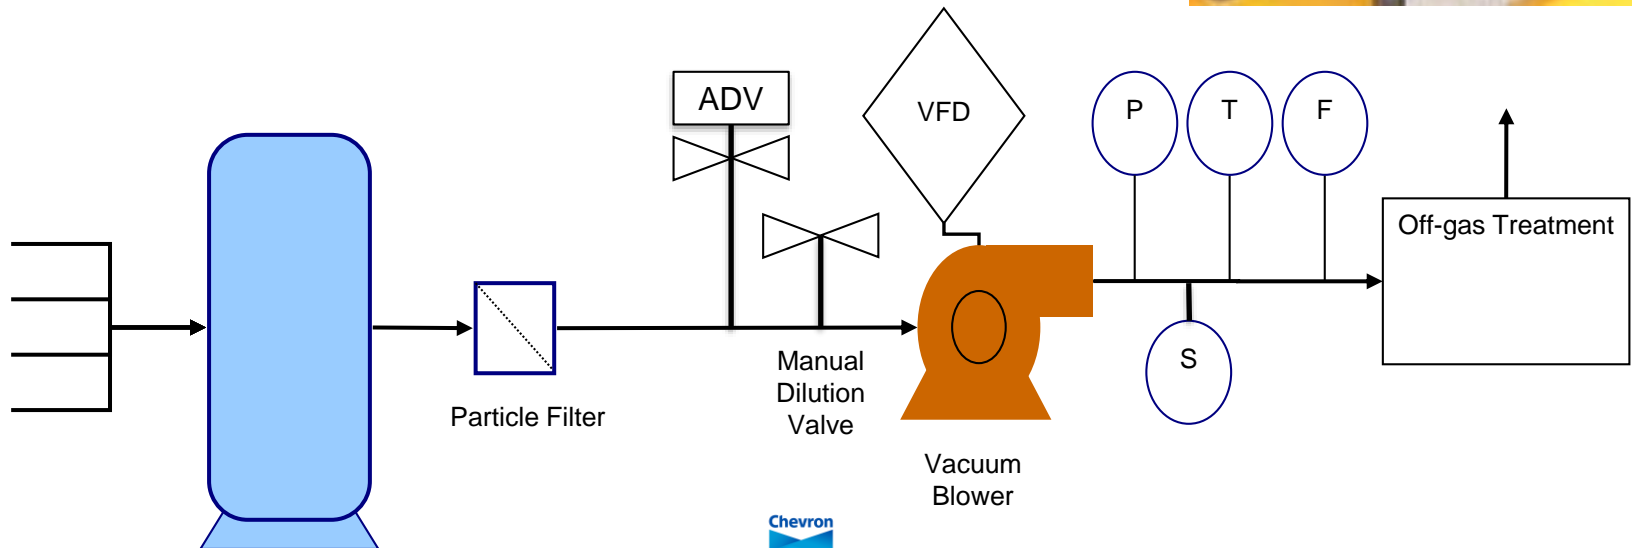 ADV
VFD
P
T
F
Off-gas Treatment
S
Manual
Dilution
Valve
Particle Filter
Vacuum
Blower
Chevron